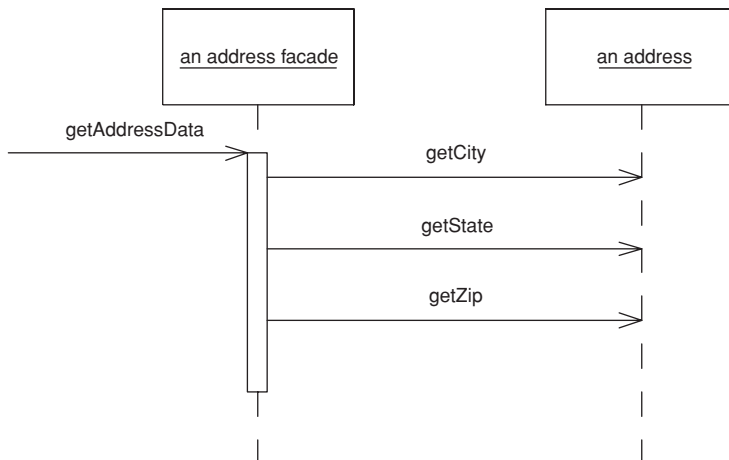 an address facade
an address
getAddressData
getCity
getState
getZip